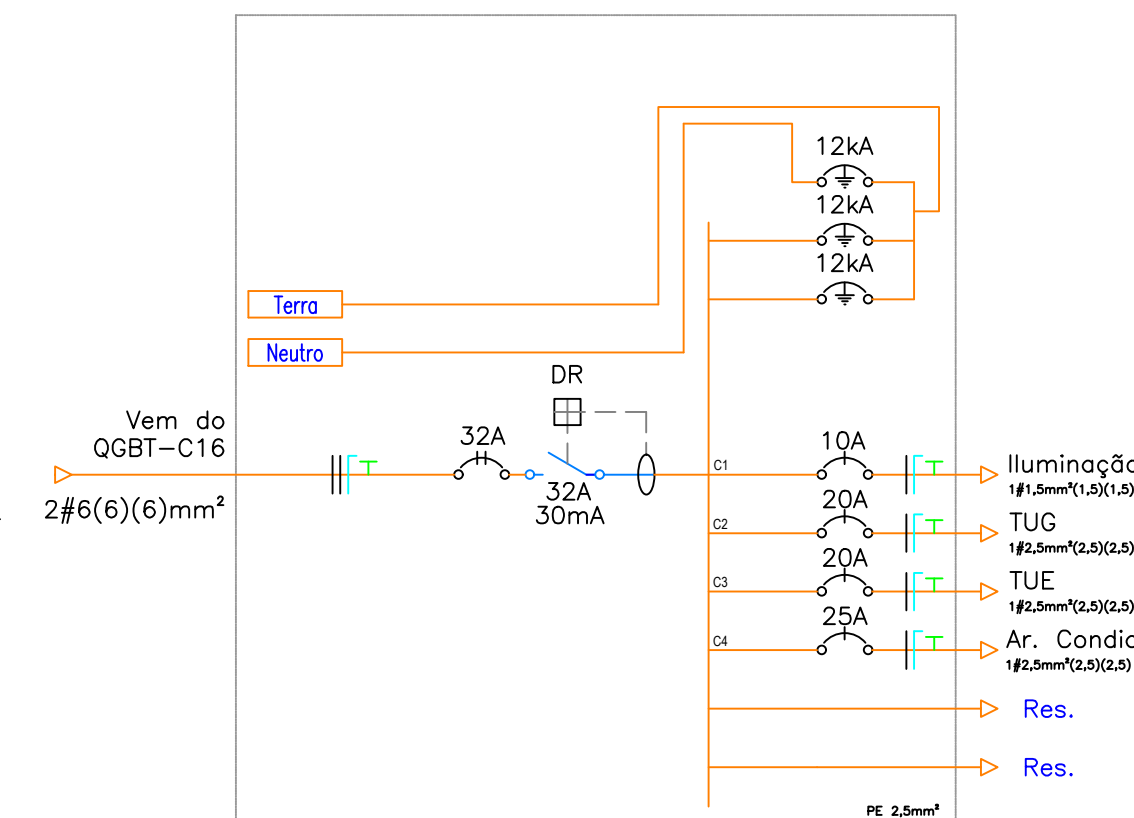 12kA
12kA
12kA
Terra
Neutro
DR
Vem do
QGBT-C16
2#6(6)(6)mm²
32A
32A
30mA
C1
10A
Iluminação
1#1,5mm²(1,5)(1,5)
C2
20A
TUG
1#2,5mm²(2,5)(2,5)
C3
20A
TUE
1#2,5mm²(2,5)(2,5)
C4
25A
Ar. Condic
1#2,5mm²(2,5)(2,5)
Res.
Res.
PE 2,5mm²